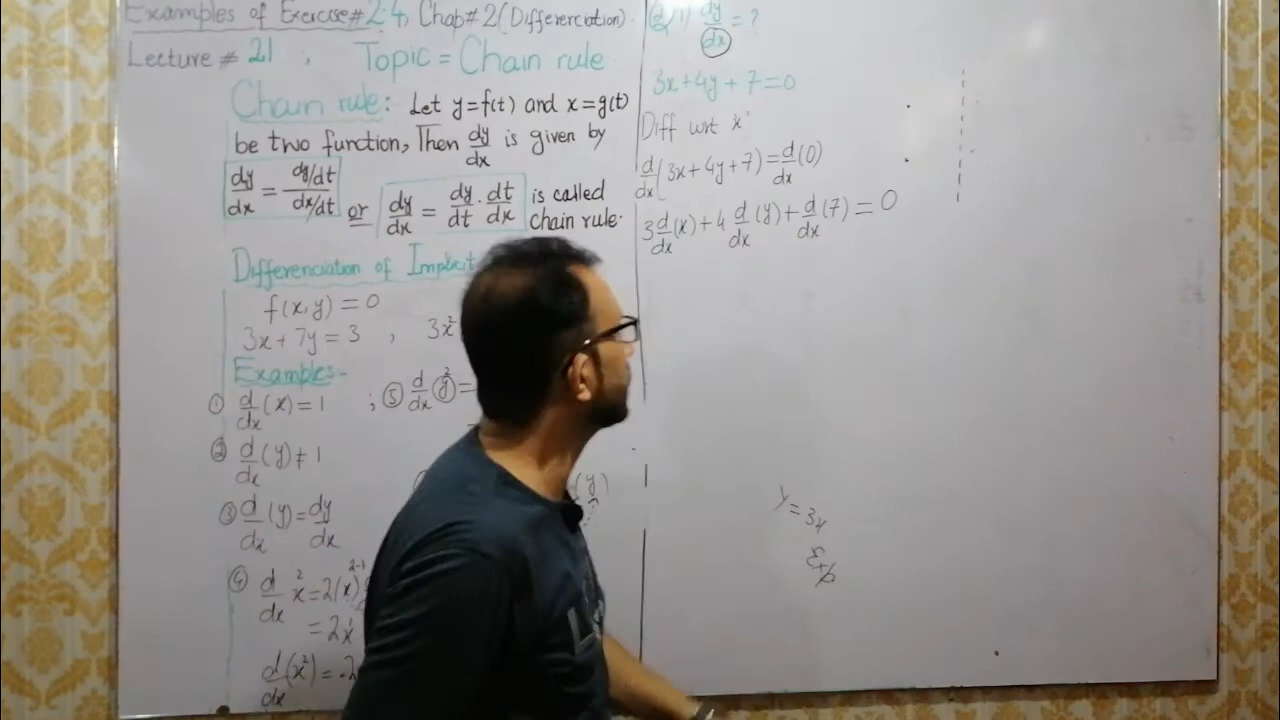 Examples of Exercise# 2.4, Chap# 2 (Differenciation).
Lecture # 21 , Topic = Chain rule
Chain rule: Let y=f(t) and x=g(t)
be two function, Then dy/dx is given by
dy/dx = dy/dt / dx/dt or dy/dx = dy/dt . dt/dx is called chain rule.
Differenciation of Implicit
f(x,y) = 0
3x + 7y = 3 , 3x²
Examples-
① d/dx (x) = 1 ; ⑤ d/dx y² =
② d/dx (y) ≠ 1
(y)
?
③ d/dx (y) = dy/dx
④ d/dx x² = 2(x)²⁻¹
= 2x¹
d/dx (x²) = 2
Q1) dy/dx = ?
3x + 4y + 7 = 0
Diff wrt 'x'
d/dx (3x + 4y + 7) = d/dx (0)
3 d/dx (x) + 4 d/dx (y) + d/dx (7) = 0
y = 3x